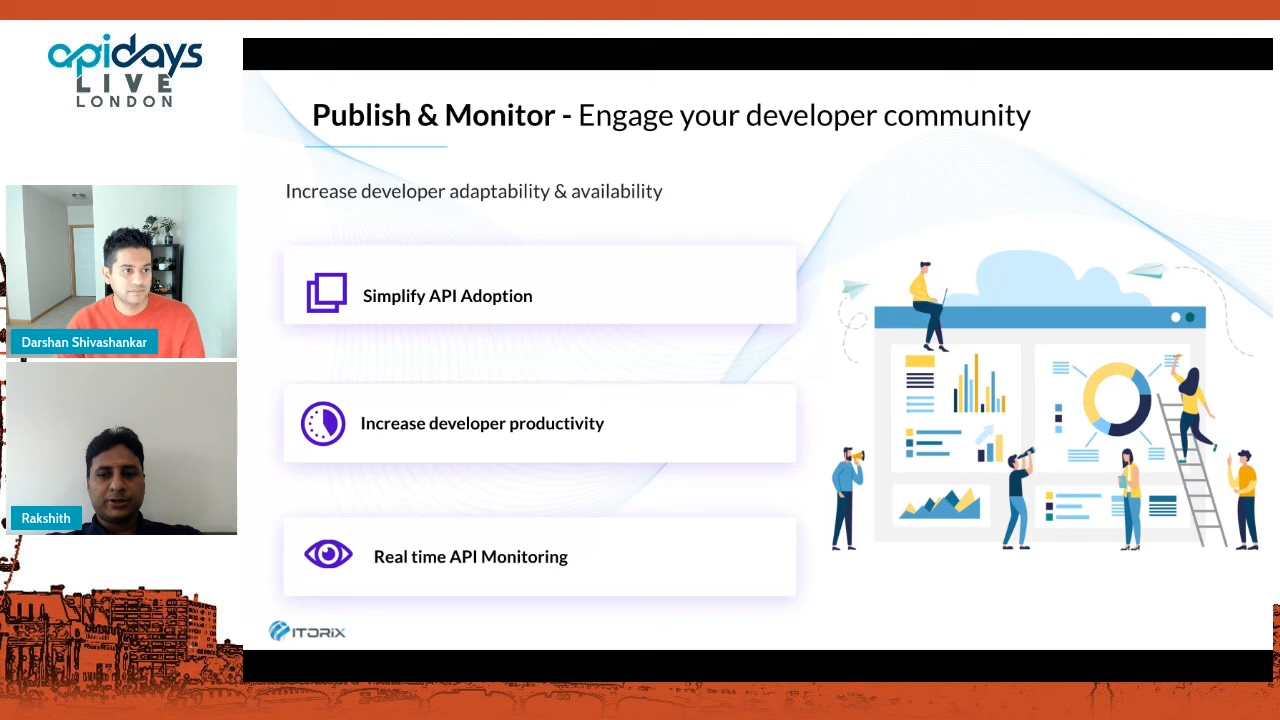 apidays
LIVE
LONDON
Publish & Monitor - Engage your developer community
Increase developer adaptability & availability
Simplify API Adoption
Darshan Shivashankar
Increase developer productivity
Rakshith
Real time API Monitoring
ITORIX